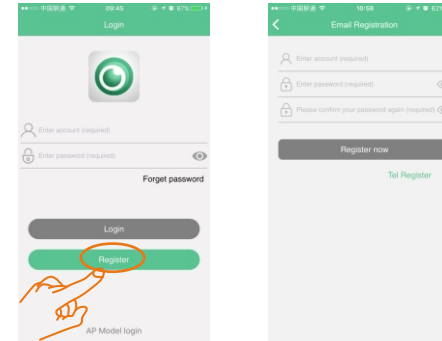 中国联通 09:45 87%
Login
Enter account (required)
Enter password (required)
Forget password
Login
Register
AP Model login
中国联通 10:58
Email Registration
Enter account (required)
Enter password (required)
Please confirm your password again (required)
Register now
Tel Register